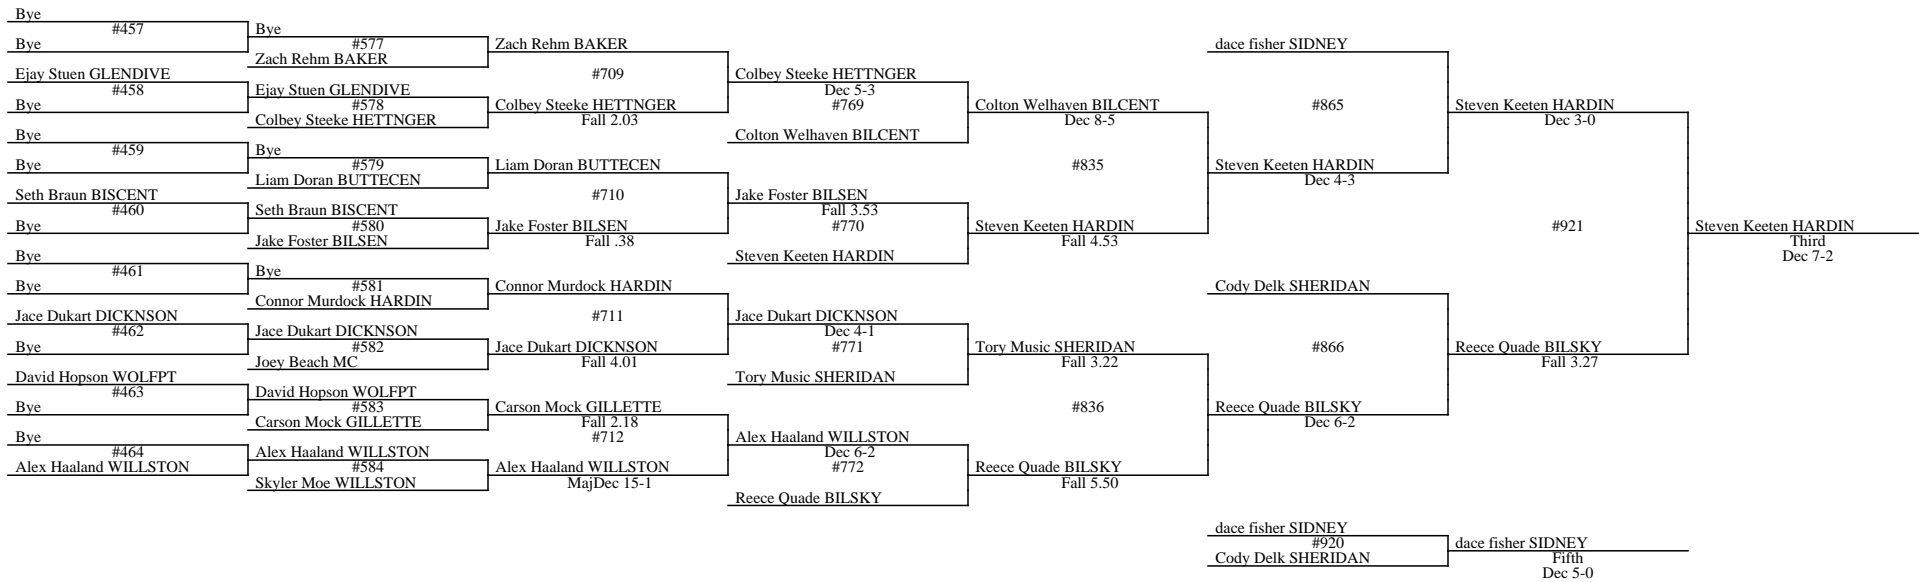 Bye
#457
Bye
Ejay Stuen GLENDIVE
#458
Bye
Bye
#459
Bye
Seth Braun BISCENT
#460
Bye
Bye
#461
Bye
Jace Dukart DICKNSON
#462
Bye
David Hopson WOLFPT
#463
Bye
Bye
#464
Alex Haaland WILLSTON
Bye
#577
Zach Rehm BAKER
Ejay Stuen GLENDIVE
#578
Colbey Steeke HETTNGER
Bye
#579
Liam Doran BUTTECEN
Seth Braun BISCENT
#580
Jake Foster BILSEN
Bye
#581
Connor Murdock HARDIN
Jace Dukart DICKNSON
#582
Joey Beach MC
David Hopson WOLFPT
#583
Carson Mock GILLETTE
Alex Haaland WILLSTON
#584
Skyler Moe WILLSTON
Zach Rehm BAKER
#709
Colbey Steeke HETTNGER
Fall 2.03
Liam Doran BUTTECEN
#710
Jake Foster BILSEN
Fall .38
Connor Murdock HARDIN
#711
Jace Dukart DICKNSON
Fall 4.01
Carson Mock GILLETTE
Fall 2.18
#712
Alex Haaland WILLSTON
MajDec 15-1
Colbey Steeke HETTNGER
Dec 5-3
#769
Colton Welhaven BILCENT
Jake Foster BILSEN
Fall 3.53
#770
Steven Keeten HARDIN
Jace Dukart DICKNSON
Dec 4-1
#771
Tory Music SHERIDAN
Alex Haaland WILLSTON
Dec 6-2
#772
Reece Quade BILSKY
Colton Welhaven BILCENT
Dec 8-5
#835
Steven Keeten HARDIN
Fall 4.53
Tory Music SHERIDAN
Fall 3.22
#836
Reece Quade BILSKY
Fall 5.50
dace fisher SIDNEY
#865
Steven Keeten HARDIN
Dec 4-3
Cody Delk SHERIDAN
#866
Reece Quade BILSKY
Dec 6-2
Steven Keeten HARDIN
Dec 3-0
#921
Reece Quade BILSKY
Fall 3.27
Steven Keeten HARDIN
Third
Dec 7-2
dace fisher SIDNEY
#920
Cody Delk SHERIDAN
dace fisher SIDNEY
Fifth
Dec 5-0